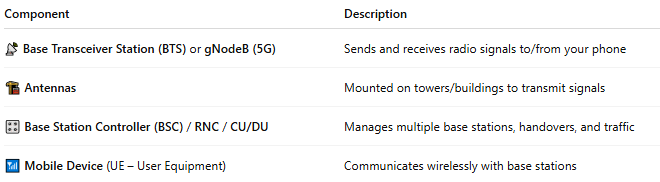 Component Description
Base Transceiver Station (BTS) or gNodeB (5G) Sends and receives radio signals to/from your phone
Antennas Mounted on towers/buildings to transmit signals
Base Station Controller (BSC) / RNC / CU/DU Manages multiple base stations, handovers, and traffic
Mobile Device (UE – User Equipment) Communicates wirelessly with base stations